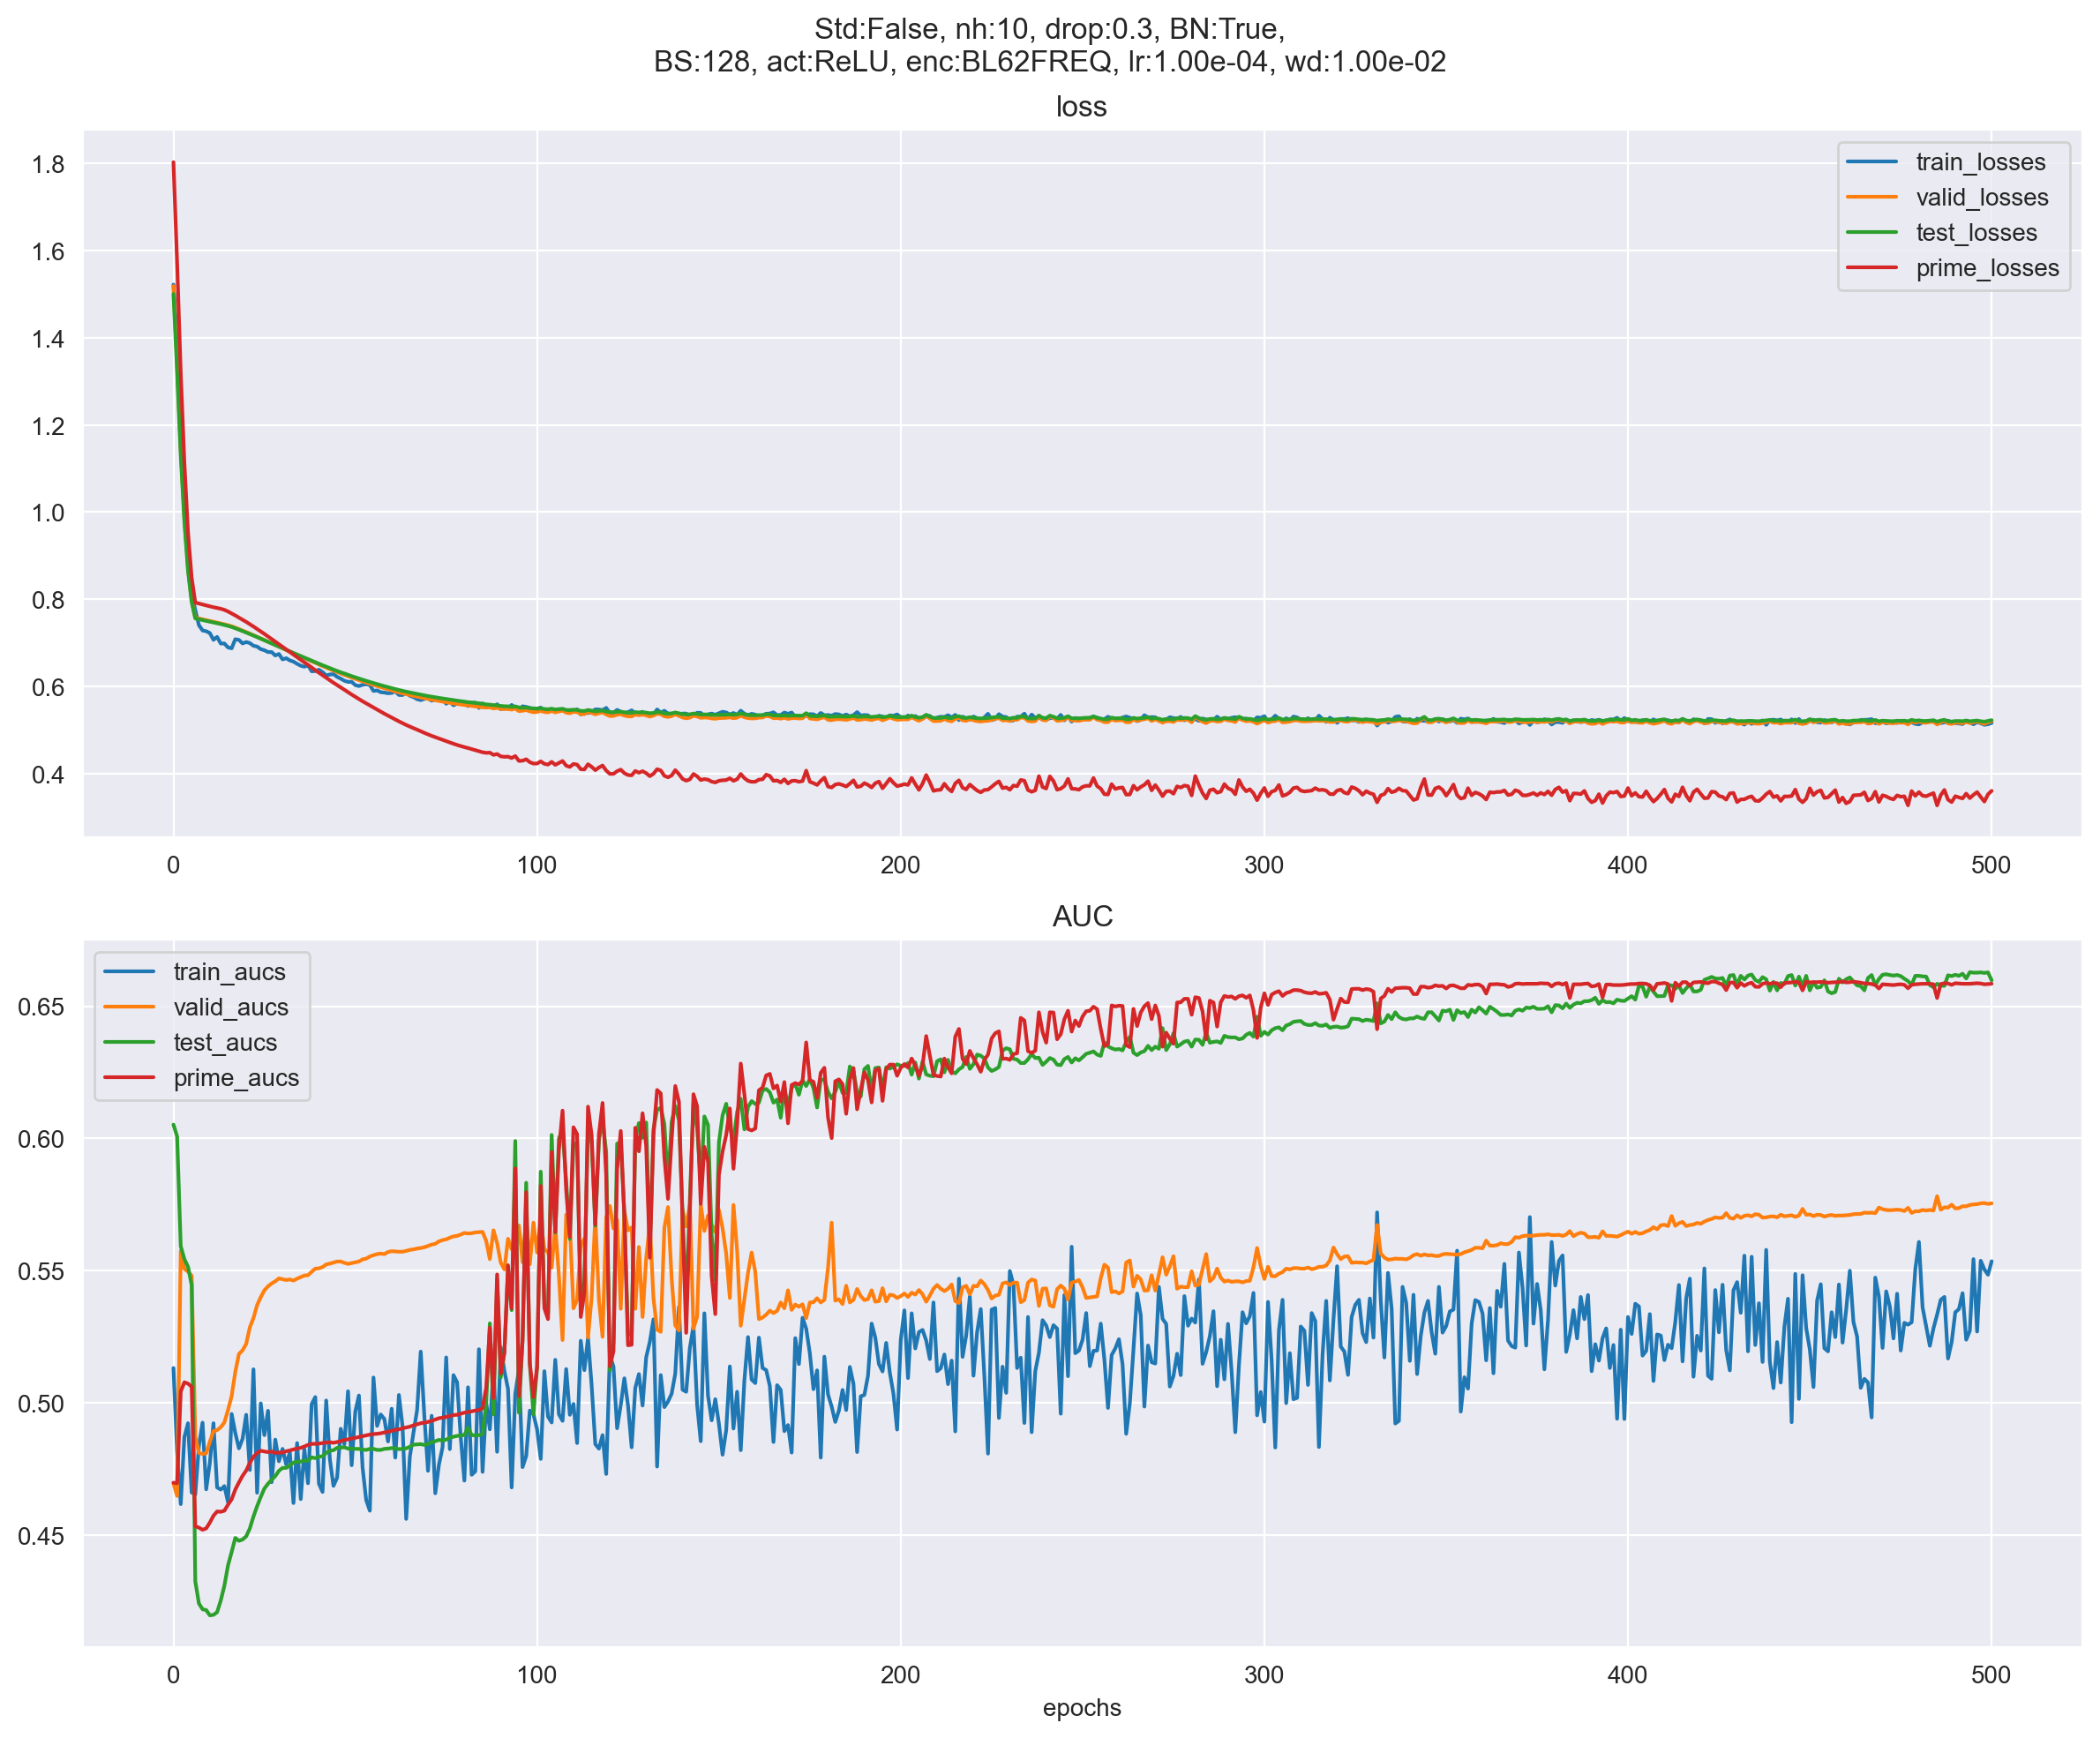 Std:False, nh:10, drop:0.3, BN:True,
BS:128, act:ReLU, enc:BL62FREQ, lr:1.00e-04, wd:1.00e-02
loss
1.8
1.6
1.4
1.2
1.0
0.8
0.6
0.4
train_losses
valid_losses
test_losses
prime_losses
0 100 200 300 400 500
AUC
0.65
0.60
0.55
0.50
0.45
train_aucs
valid_aucs
test_aucs
prime_aucs
0 100 200 300 400 500
epochs